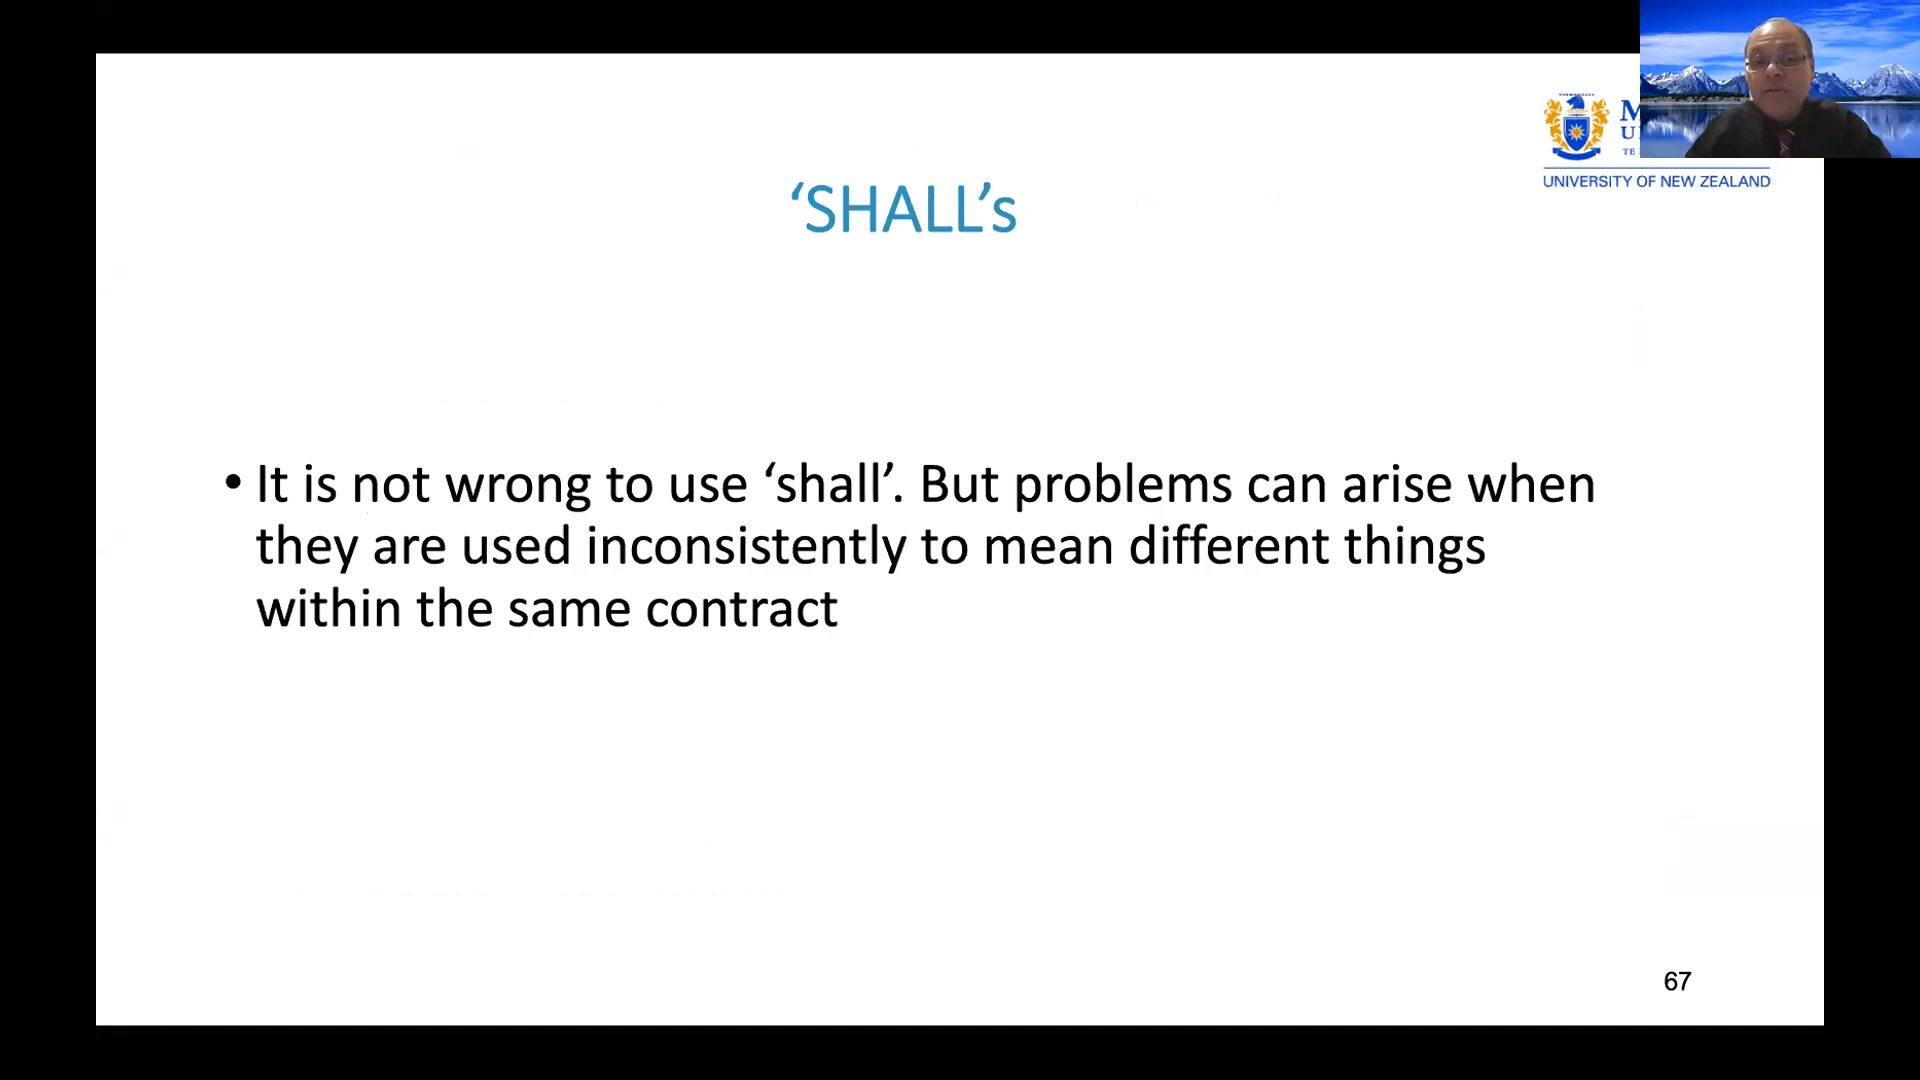 ‘SHALL’s
UNIVERSITY OF NEW ZEALAND
• It is not wrong to use ‘shall’. But problems can arise when
they are used inconsistently to mean different things
within the same contract
67